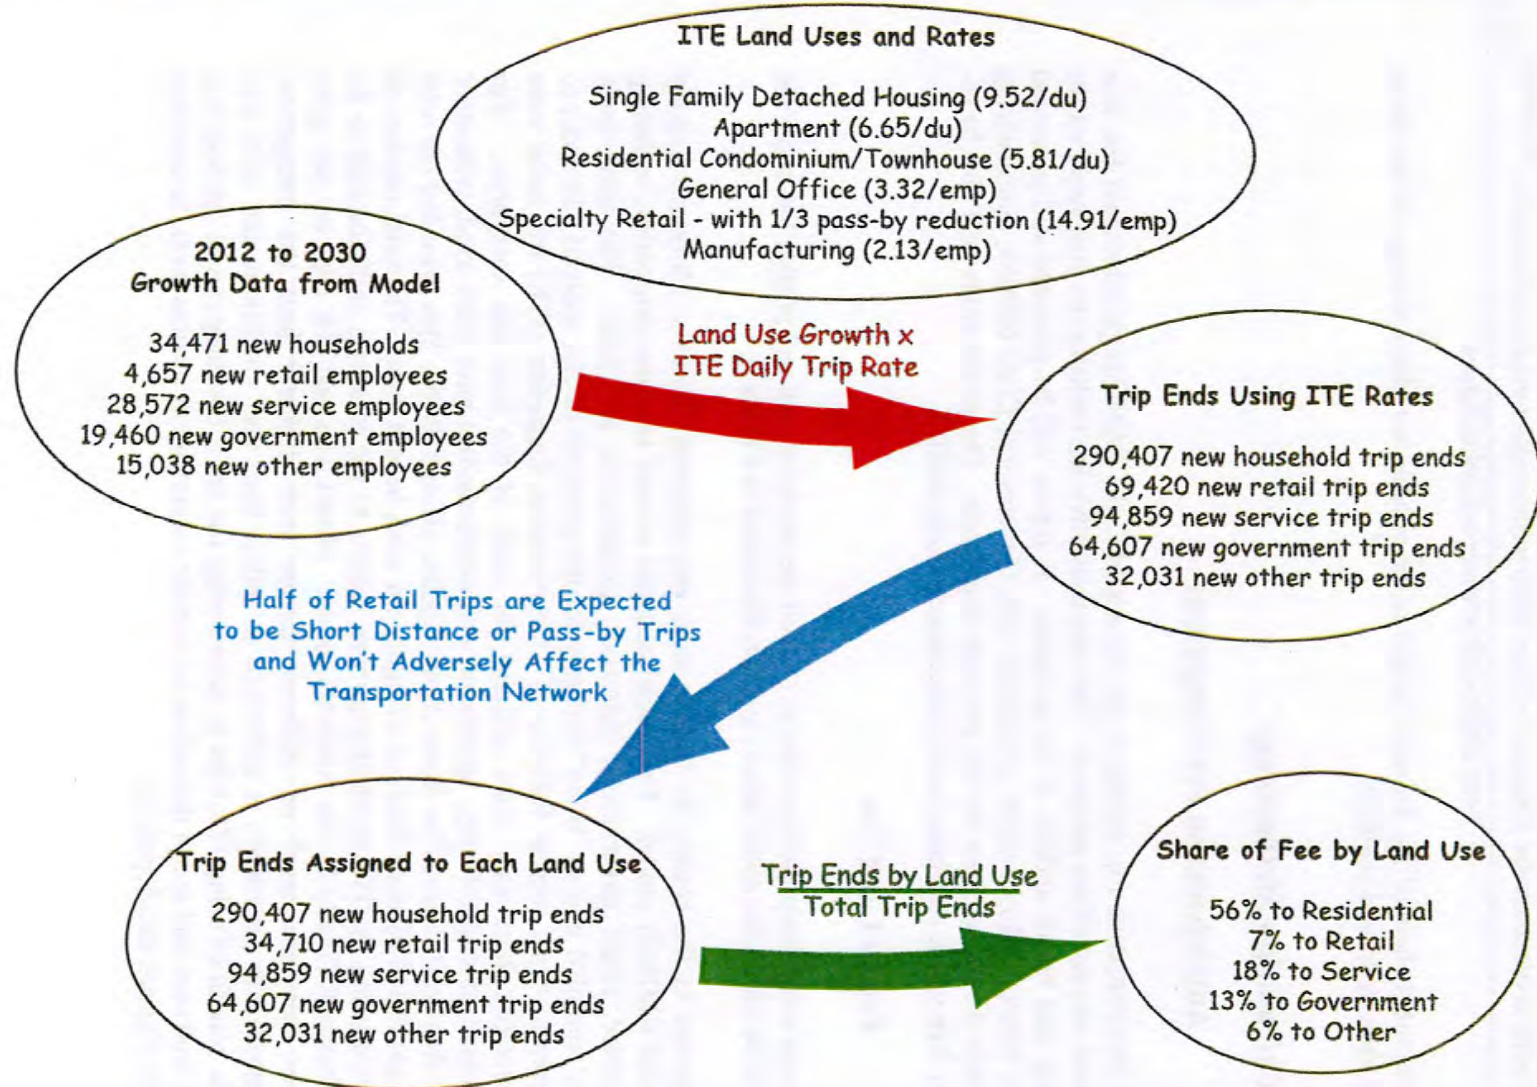 ITE Land Uses and Rates
Single Family Detached Housing (9.52/du)
Apartment (6.65/du)
Residential Condominium/Townhouse (5.81/du)
General Office (3.32/emp)
Specialty Retail - with 1/3 pass-by reduction (14.91/emp)
Manufacturing (2.13/emp)
2012 to 2030
Growth Data from Model
34,471 new households
4,657 new retail employees
28,572 new service employees
19,460 new government employees
15,038 new other employees
Land Use Growth x
ITE Daily Trip Rate
Trip Ends Using ITE Rates
290,407 new household trip ends
69,420 new retail trip ends
94,859 new service trip ends
64,607 new government trip ends
32,031 new other trip ends
Half of Retail Trips are Expected
to be Short Distance or Pass-by Trips
and Won't Adversely Affect the
Transportation Network
Trip Ends Assigned to Each Land Use
290,407 new household trip ends
34,710 new retail trip ends
94,859 new service trip ends
64,607 new government trip ends
32,031 new other trip ends
Trip Ends by Land Use
Total Trip Ends
Share of Fee by Land Use
56% to Residential
7% to Retail
18% to Service
13% to Government
6% to Other